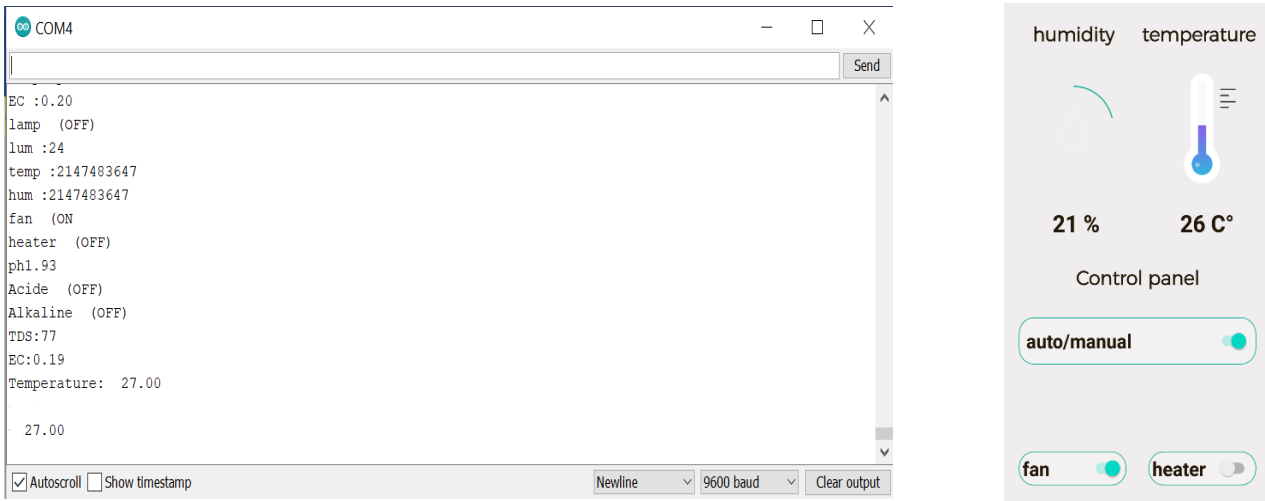 COM4
Send
EC :0.20
lamp  (OFF)
lum :24
temp :2147483647
hum :2147483647
fan  (ON
heater  (OFF)
ph1.93
Acide  (OFF)
Alkaline  (OFF)
TDS:77
EC:0.19
Temperature:  27.00
27.00
Autoscroll Show timestamp Newline 9600 baud Clear output
humidity temperature
21 % 26 C°
Control panel
auto/manual
fan heater